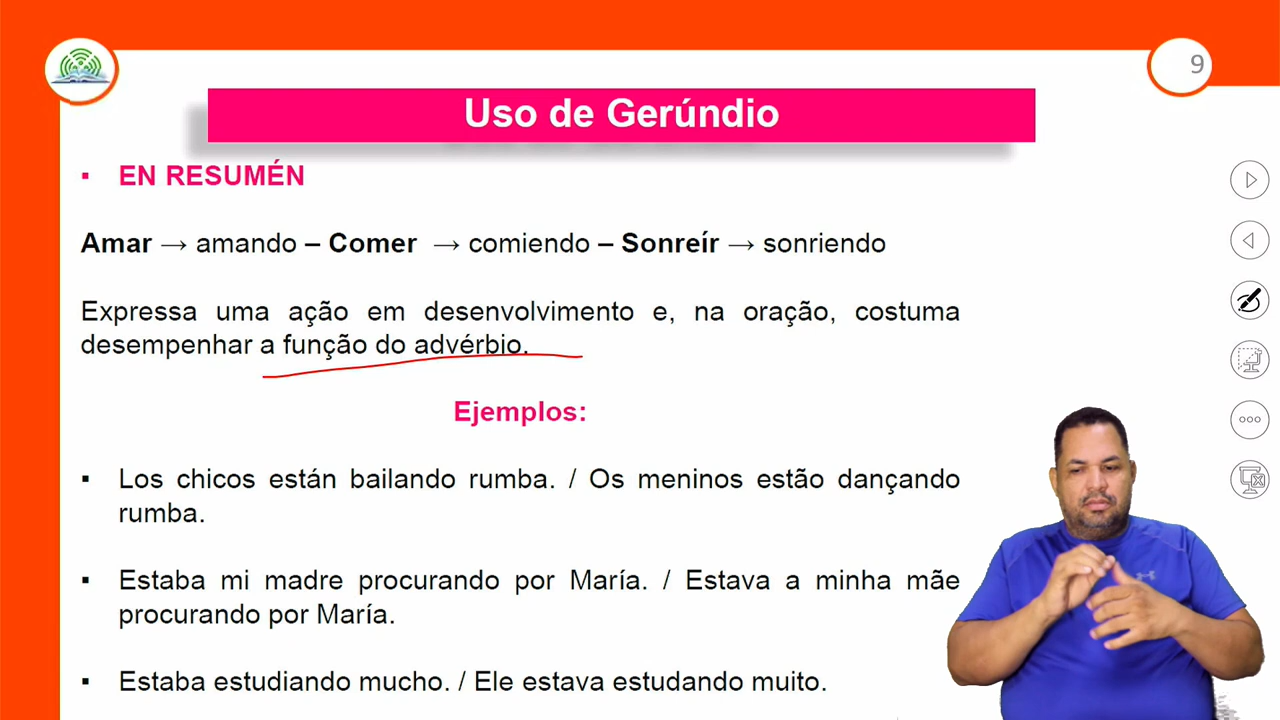 9
Uso de Gerúndio
▪ EN RESUMÉN
Amar → amando – Comer → comiendo – Sonreír → sonriendo
Expressa uma ação em desenvolvimento e, na oração, costuma
desempenhar a função do advérbio.
Ejemplos:
▪ Los chicos están bailando rumba. / Os meninos estão dançando
rumba.
▪ Estaba mi madre procurando por María. / Estava a minha mãe
procurando por María.
▪ Estaba estudiando mucho. / Ele estava estudando muito.